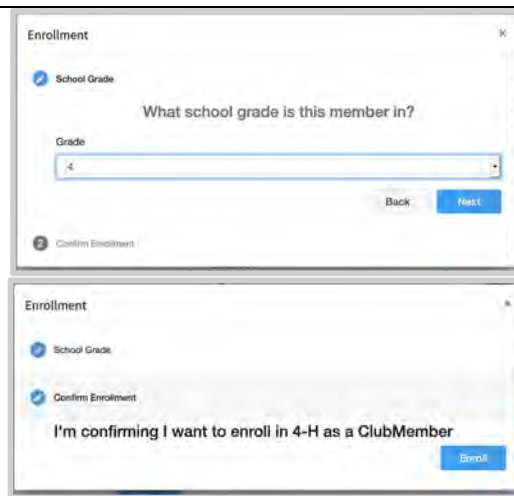 Enrollment
School Grade
What school grade is this member in?
Grade
4
Back Next
2 Confirm Enrollment
Enrollment
School Grade
Confirm Enrollment
I'm confirming I want to enroll in 4-H as a ClubMember
Enroll